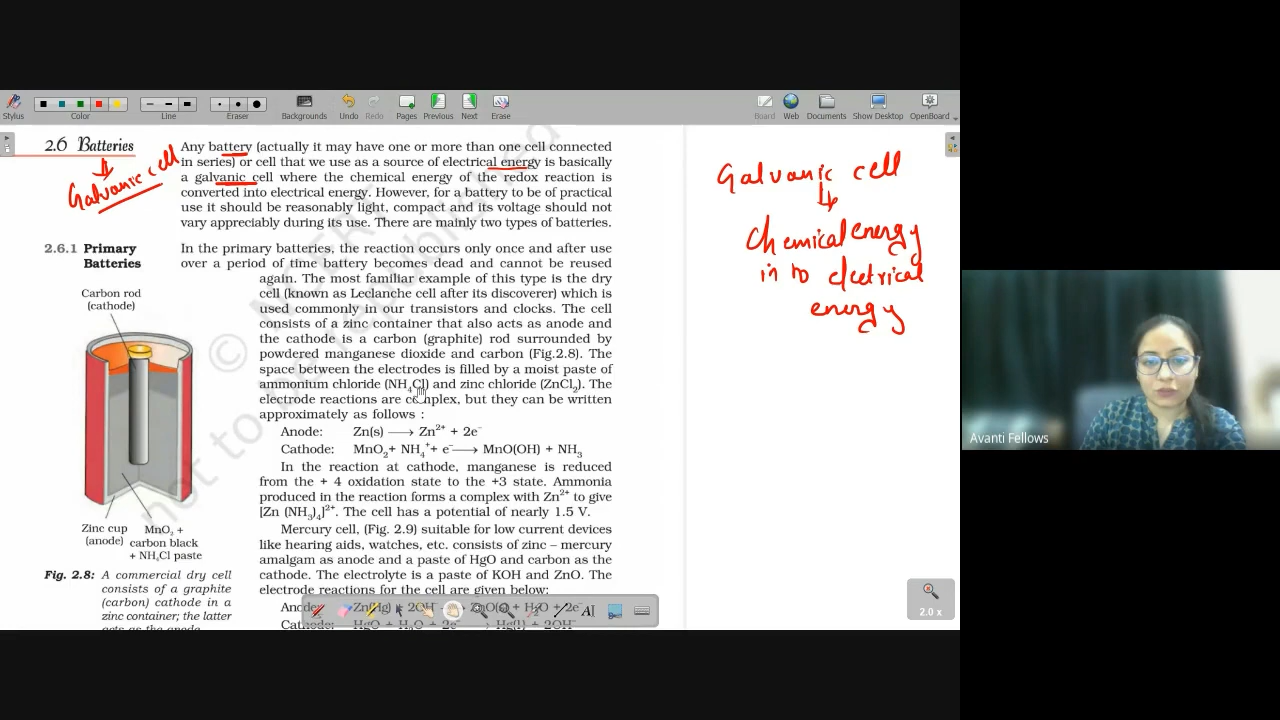 Stylus
Color
Line
Eraser
Backgrounds
Undo
Redo
Pages
Previous
Next
Erase
Board
Web
Documents
Show Desktop
OpenBoard
2.6 Batteries
Galvanic cell
Any battery (actually it may have one or more than one cell connected
in series) or cell that we use as a source of electrical energy is basically
a galvanic cell where the chemical energy of the redox reaction is
converted into electrical energy. However, for a battery to be of practical
use it should be reasonably light, compact and its voltage should not
vary appreciably during its use. There are mainly two types of batteries.
2.6.1 Primary
Batteries
In the primary batteries, the reaction occurs only once and after use
over a period of time battery becomes dead and cannot be reused
again. The most familiar example of this type is the dry
cell (known as Leclanche cell after its discoverer) which is
used commonly in our transistors and clocks. The cell
consists of a zinc container that also acts as anode and
the cathode is a carbon (graphite) rod surrounded by
powdered manganese dioxide and carbon (Fig.2.8). The
space between the electrodes is filled by a moist paste of
ammonium chloride (NH4Cl) and zinc chloride (ZnCl2). The
electrode reactions are complex, but they can be written
approximately as follows :
Anode: Zn(s) ⟶ Zn2+ + 2e–
Cathode: MnO2+ NH4++ e–⟶ MnO(OH) + NH3
In the reaction at cathode, manganese is reduced
from the + 4 oxidation state to the +3 state. Ammonia
produced in the reaction forms a complex with Zn2+ to give
[Zn (NH3)4]2+. The cell has a potential of nearly 1.5 V.
Mercury cell, (Fig. 2.9) suitable for low current devices
like hearing aids, watches, etc. consists of zinc – mercury
amalgam as anode and a paste of HgO and carbon as the
cathode. The electrolyte is a paste of KOH and ZnO. The
electrode reactions for the cell are given below:
Carbon rod
(cathode)
Zinc cup
(anode)
MnO2 +
carbon black
+ NH4Cl paste
Fig. 2.8: A commercial dry cell
consists of a graphite
(carbon) cathode in a
zinc container; the latter
acts as the anode.
© NCERT
not to be republished
Galvanic cell
Chemical energy
in to electrical
energy
2.0 x
Avanti Fellows